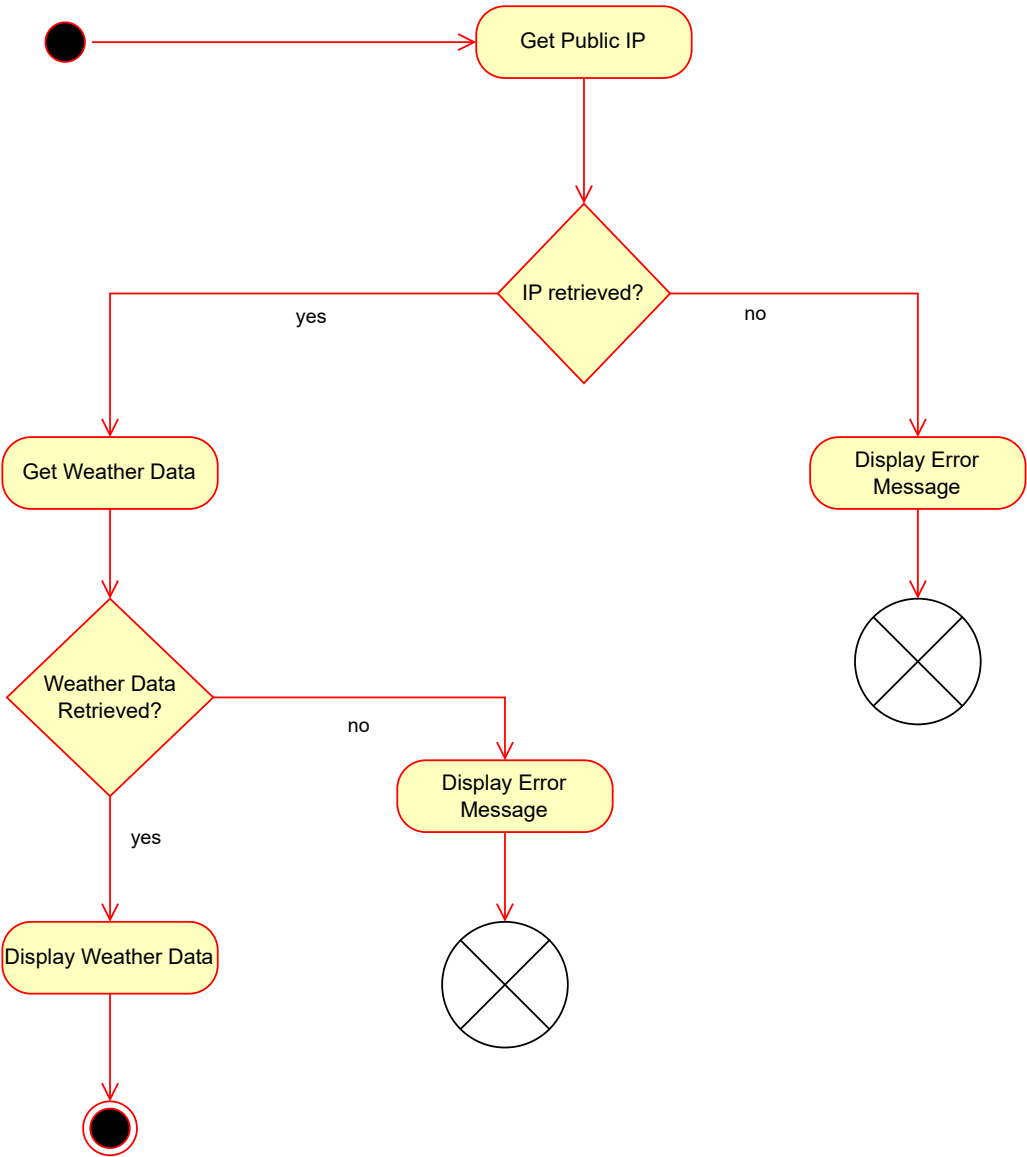 Get Public IP
IP retrieved?
yes
no
Get Weather Data
Display Error
Message
Weather Data
Retrieved?
no
Display Error
Message
yes
Display Weather Data